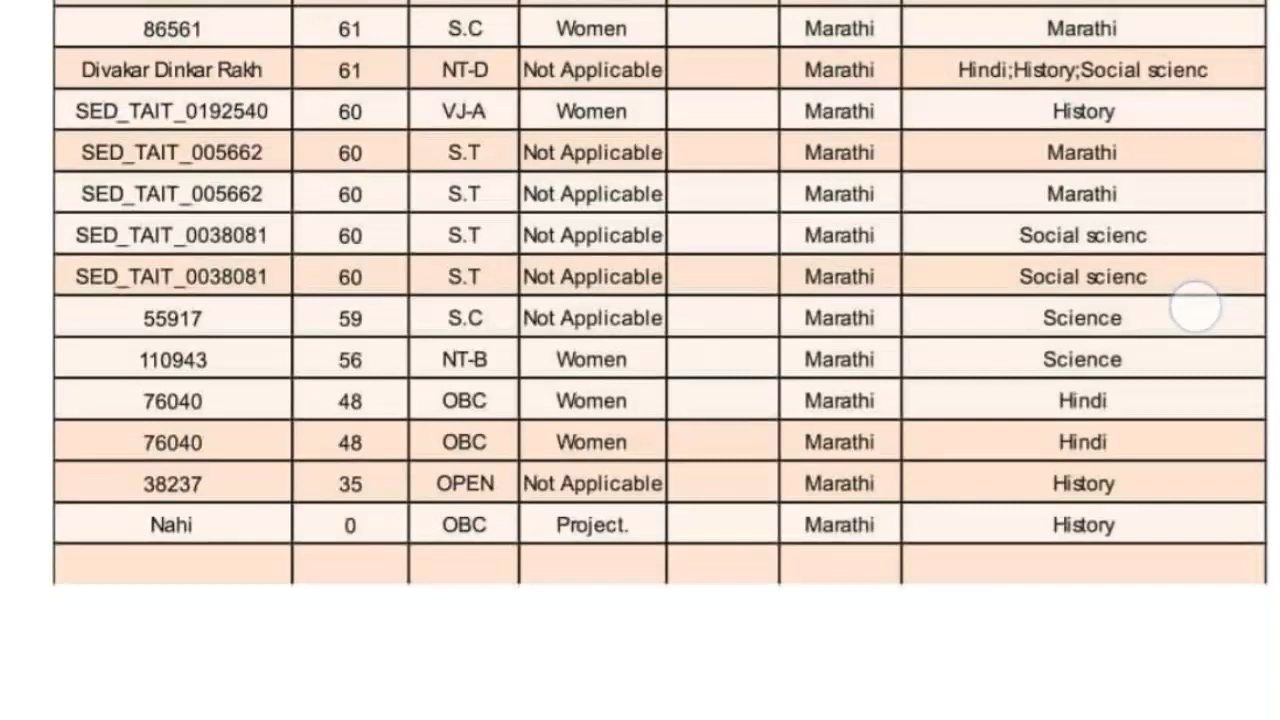 86561 61 S.C Women Marathi Marathi
Divakar Dinkar Rakh 61 NT-D Not Applicable Marathi Hindi;History;Social scienc
SED_TAIT_0192540 60 VJ-A Women Marathi History
SED_TAIT_005662 60 S.T Not Applicable Marathi Marathi
SED_TAIT_005662 60 S.T Not Applicable Marathi Marathi
SED_TAIT_0038081 60 S.T Not Applicable Marathi Social scienc
SED_TAIT_0038081 60 S.T Not Applicable Marathi Social scienc
55917 59 S.C Not Applicable Marathi Science
110943 56 NT-B Women Marathi Science
76040 48 OBC Women Marathi Hindi
76040 48 OBC Women Marathi Hindi
38237 35 OPEN Not Applicable Marathi History
Nahi 0 OBC Project. Marathi History